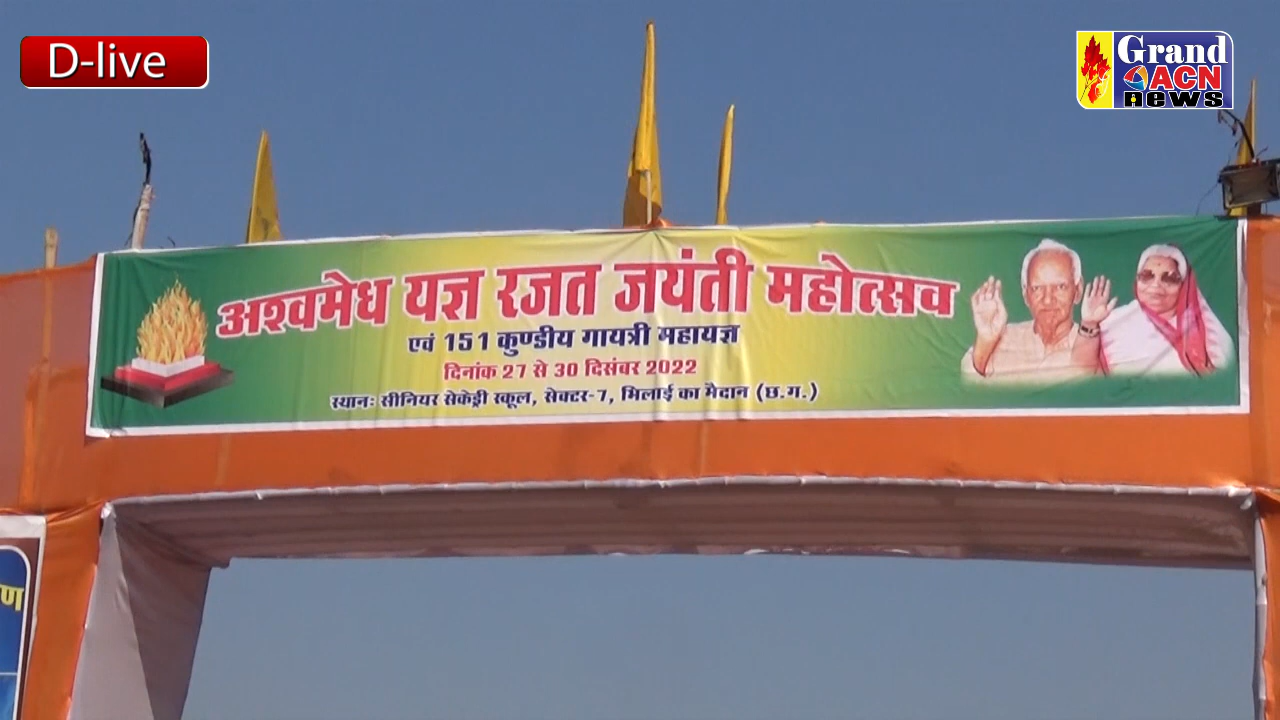 D-live
Grand
ACN
news
अश्वमेध यज्ञ रजत जयंती महोत्सव
एवं 151 कुण्डीय गायत्री महायज्ञ
दिनांक 27 से 30 दिसंबर 2022
स्थानः सीनियर सेकेड्री स्कूल, सेक्टर-7, भिलाई का मैदान (छ.ग.)
ण